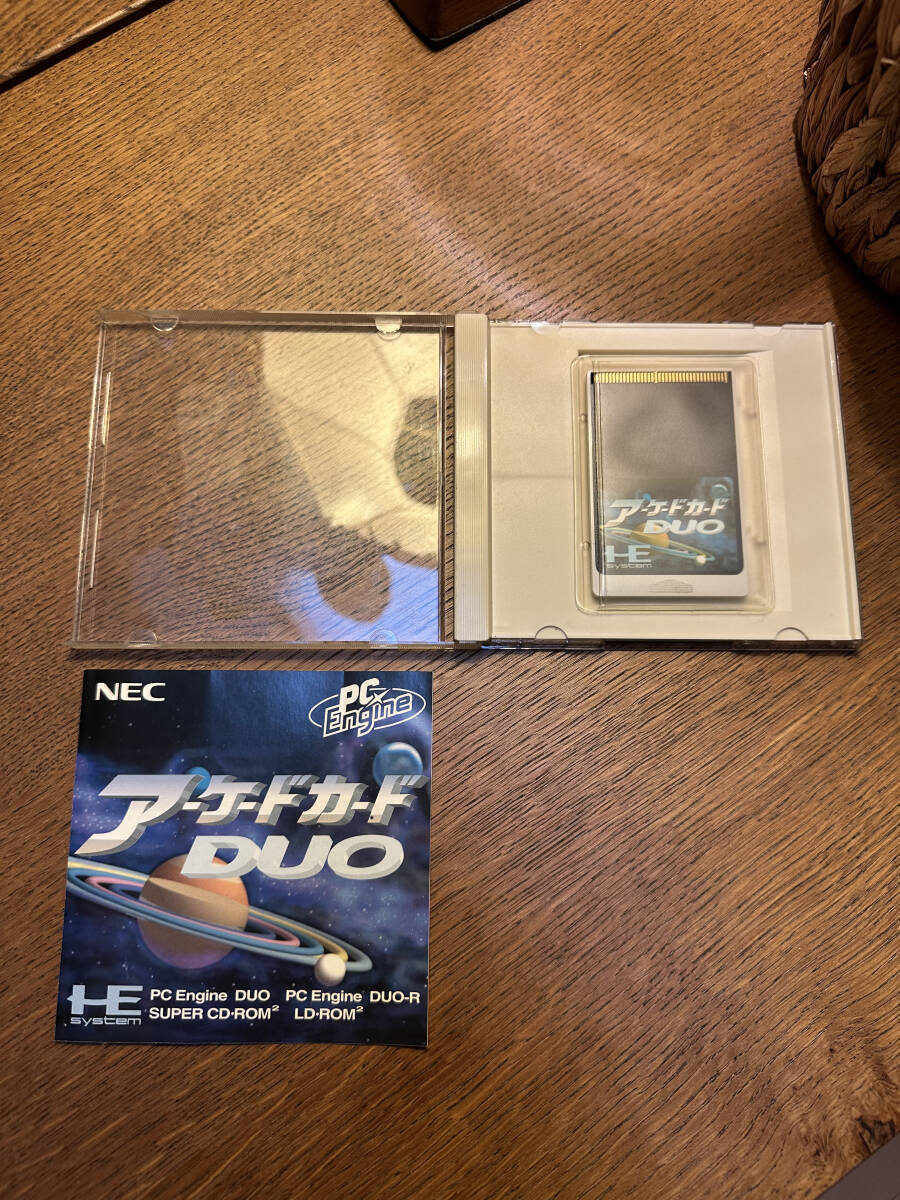 アーケードカード
DUO
HE
system
NEC
PC
Engine
アーケードカード
DUO
HE
system
PC Engine DUO PC Engine DUO-R
SUPER CD・ROM² LD・ROM²